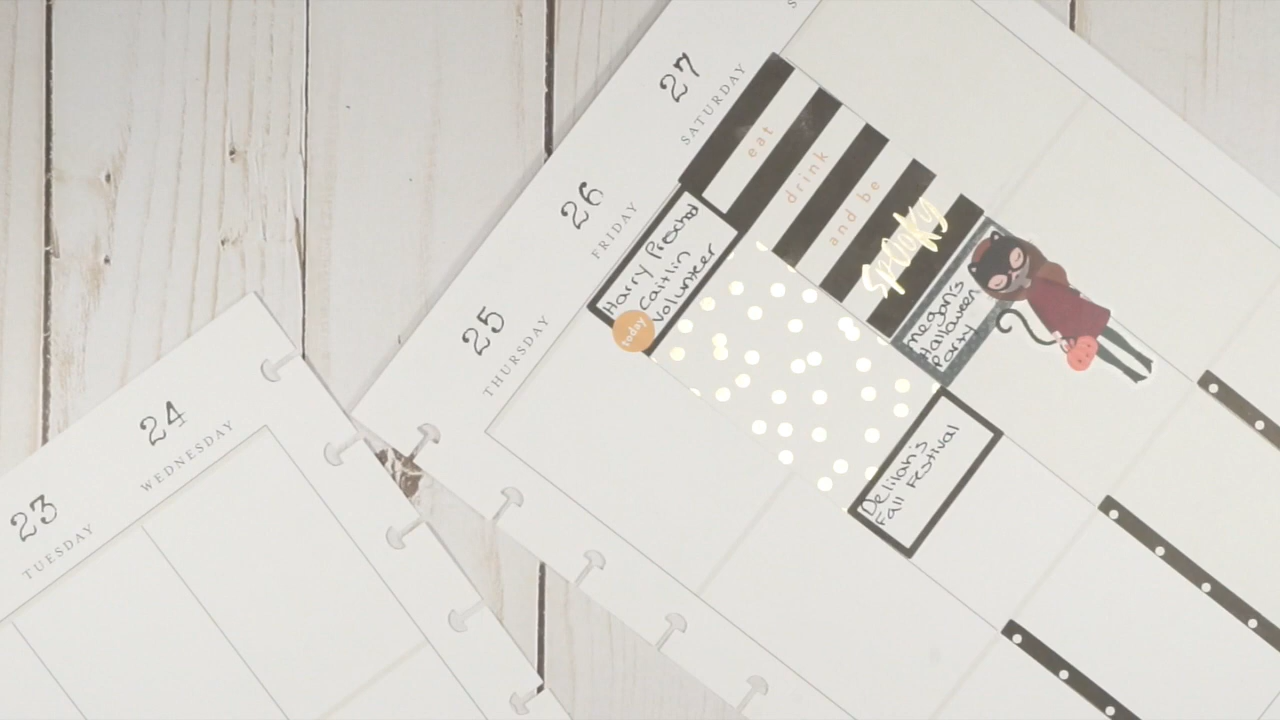 23
TUESDAY
24
WEDNESDAY
25
THURSDAY
26
FRIDAY
27
SATURDAY
Harry Preschool
Caitlin
Volunteer
today
eat
drink
and be
SPOOKY
Megan's
Halloween
Party
Delilah's
Fall Festival